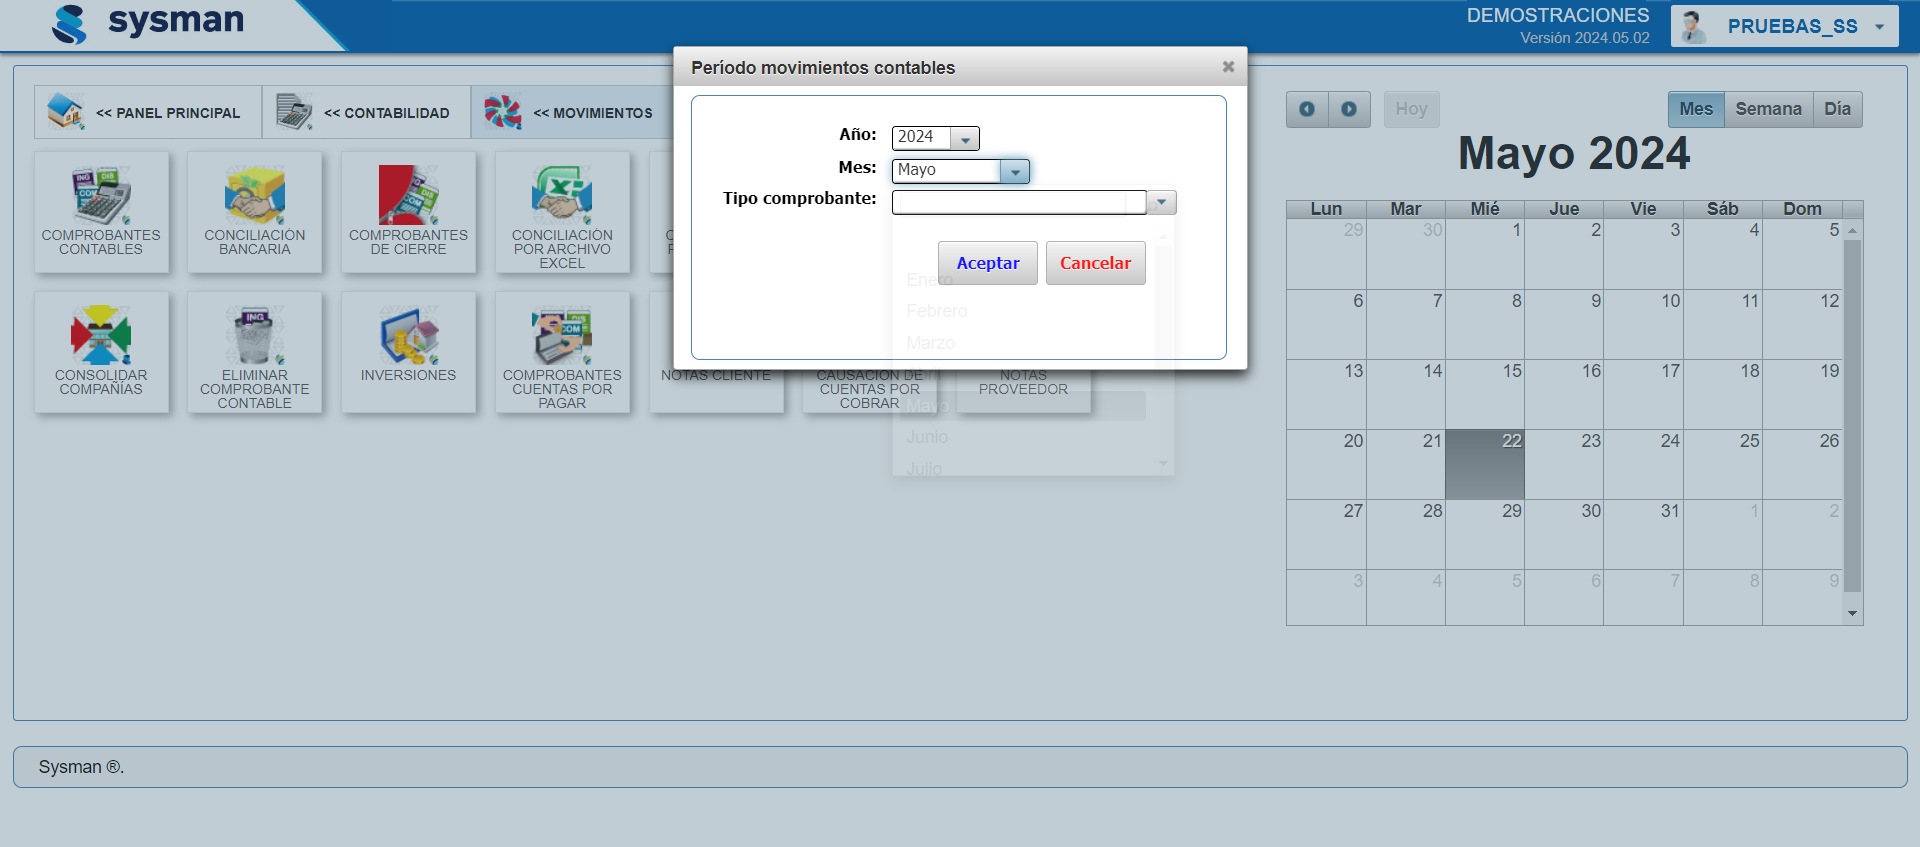 sysman
DEMOSTRACIONES
Versión 2024.05.02
PRUEBAS_SS
Período movimientos contables
Año:
2024
Mes:
Mayo
Tipo comprobante:
Aceptar
Cancelar
Enero
Febrero
Marzo
Mayo
Junio
Julio
<< PANEL PRINCIPAL
<< CONTABILIDAD
<< MOVIMIENTOS
COMPROBANTES
CONTABLES
CONCILIACIÓN
BANCARIA
COMPROBANTES
DE CIERRE
CONCILIACIÓN
POR ARCHIVO
EXCEL
CONSOLIDAR
COMPAÑÍAS
ELIMINAR
COMPROBANTE
CONTABLE
INVERSIONES
COMPROBANTES
CUENTAS POR
PAGAR
NOTAS CLIENTE
CAUSACION DE
CUENTAS POR
COBRAR
NOTAS
PROVEEDOR
Hoy
Mes Semana Día
Mayo 2024
Lun Mar Mié Jue Vie Sáb Dom
29 30 1 2 3 4 5
6 7 8 9 10 11 12
13 14 15 16 17 18 19
20 21 22 23 24 25 26
27 28 29 30 31 1 2
3 4 5 6 7 8 9
Sysman ®.